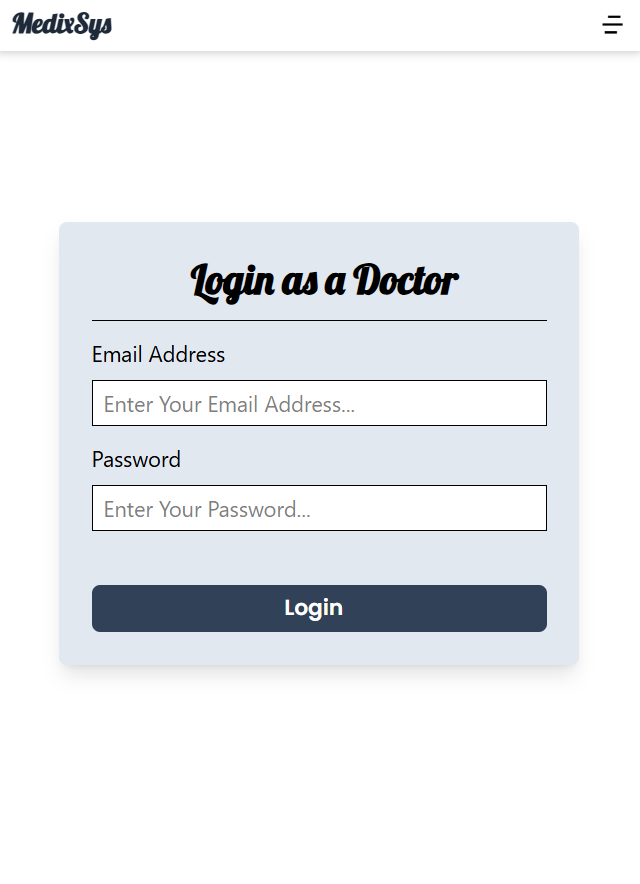 MedixSys
Login as a Doctor
Email Address
Enter Your Email Address...
Password
Enter Your Password...
Login